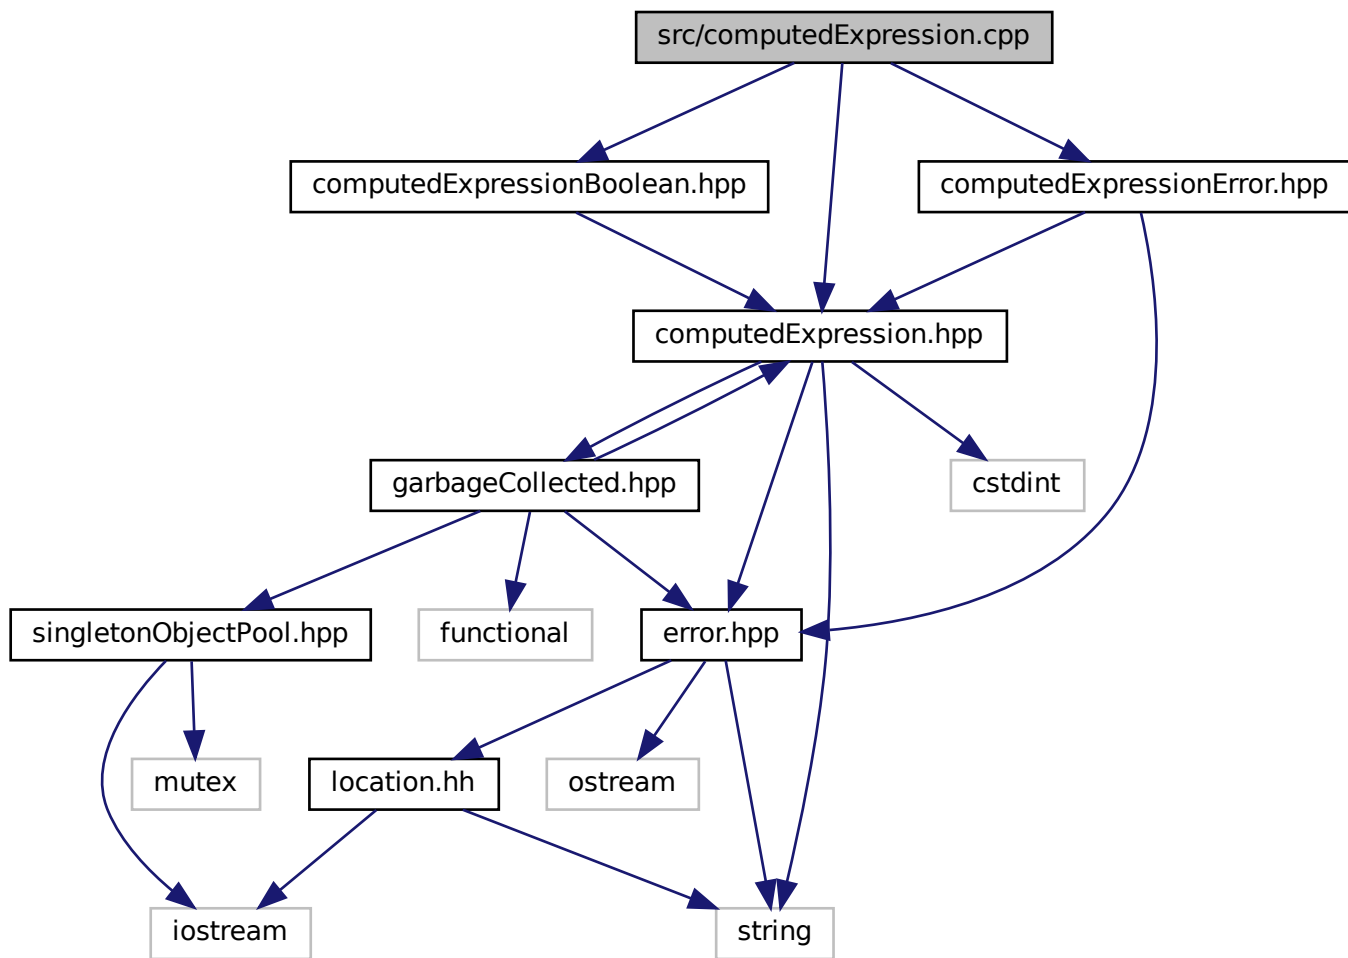 src/computedExpression.cpp
computedExpressionBoolean.hpp
computedExpressionError.hpp
computedExpression.hpp
garbageCollected.hpp
cstdint
singletonObjectPool.hpp
functional
error.hpp
mutex
location.hh
ostream
iostream
string